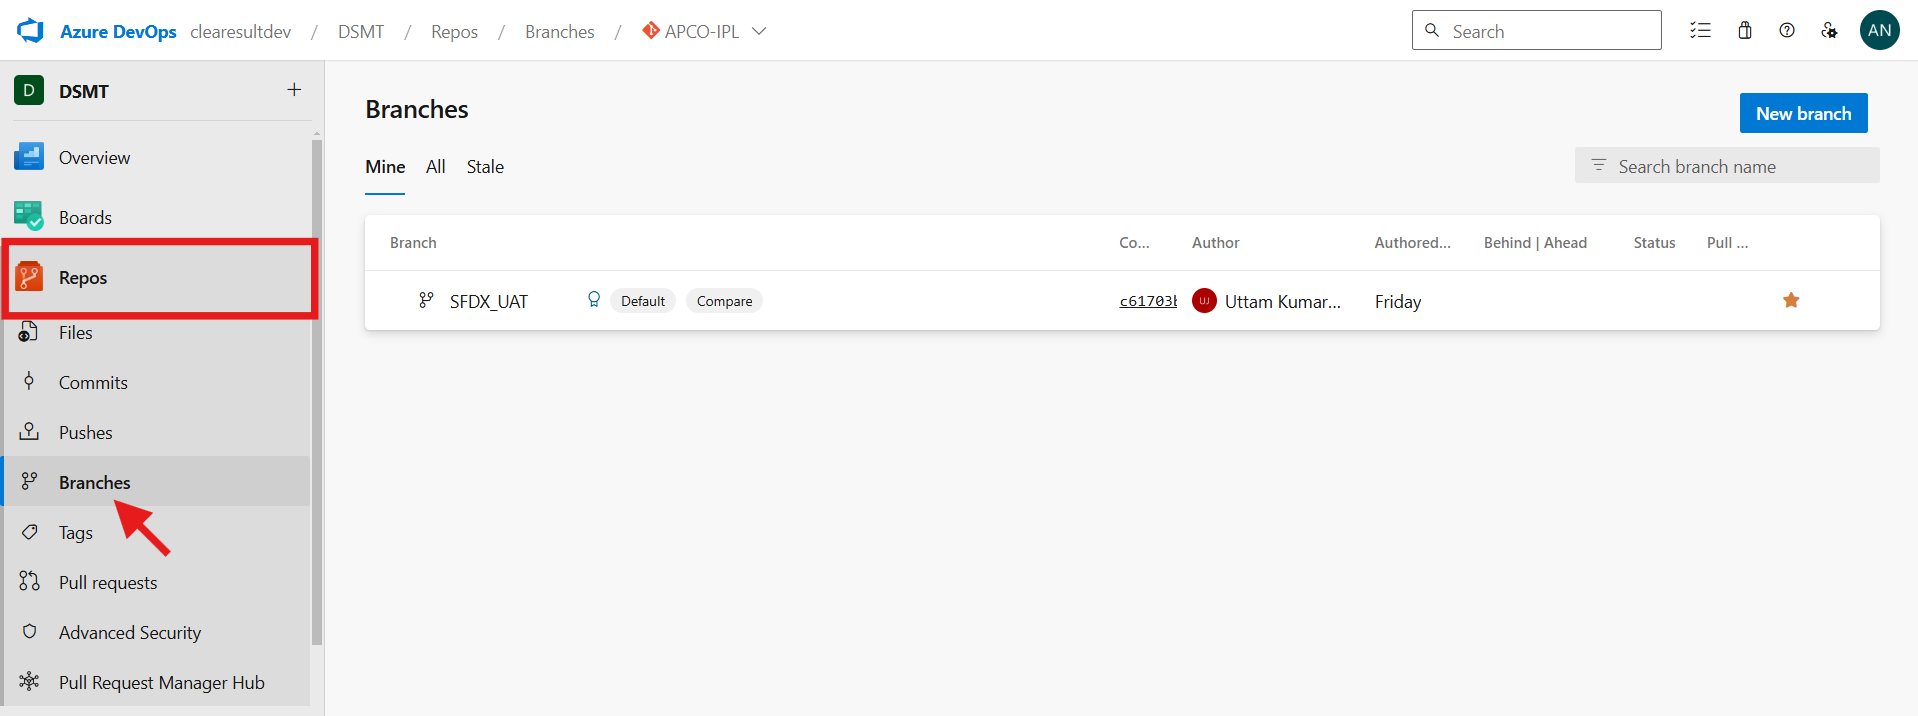 Azure DevOps clearesultdev / DSMT / Repos / Branches / APCO-IPL
Search
AN
D DSMT +
Overview
Boards
Repos
Files
Commits
Pushes
Branches
Tags
Pull requests
Advanced Security
Pull Request Manager Hub
Branches
New branch
Mine All Stale
Search branch name
Branch Co... Author Authored... Behind | Ahead Status Pull ...
SFDX_UAT Default Compare c61703b UJ Uttam Kumar... Friday